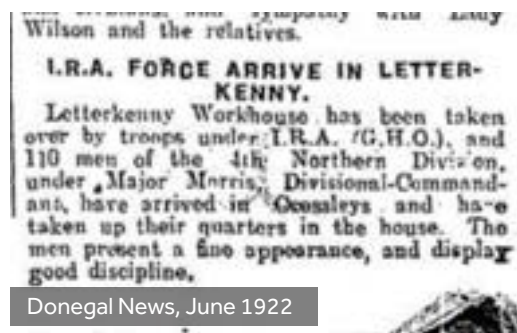 Wilson and the relatives.
I.R.A. FORCE ARRIVE IN LETTER-
KENNY.
Letterkenny Workhouse has been taken
over by troops under I.R.A. (G.H.O.), and
110 men of the 4th Northern Division,
under Major Morris, Divisional-Command-
ant, have arrived in and have
taken up their quarters in the house. The
men present a fine appearance, and display
good discipline.
Donegal News, June 1922